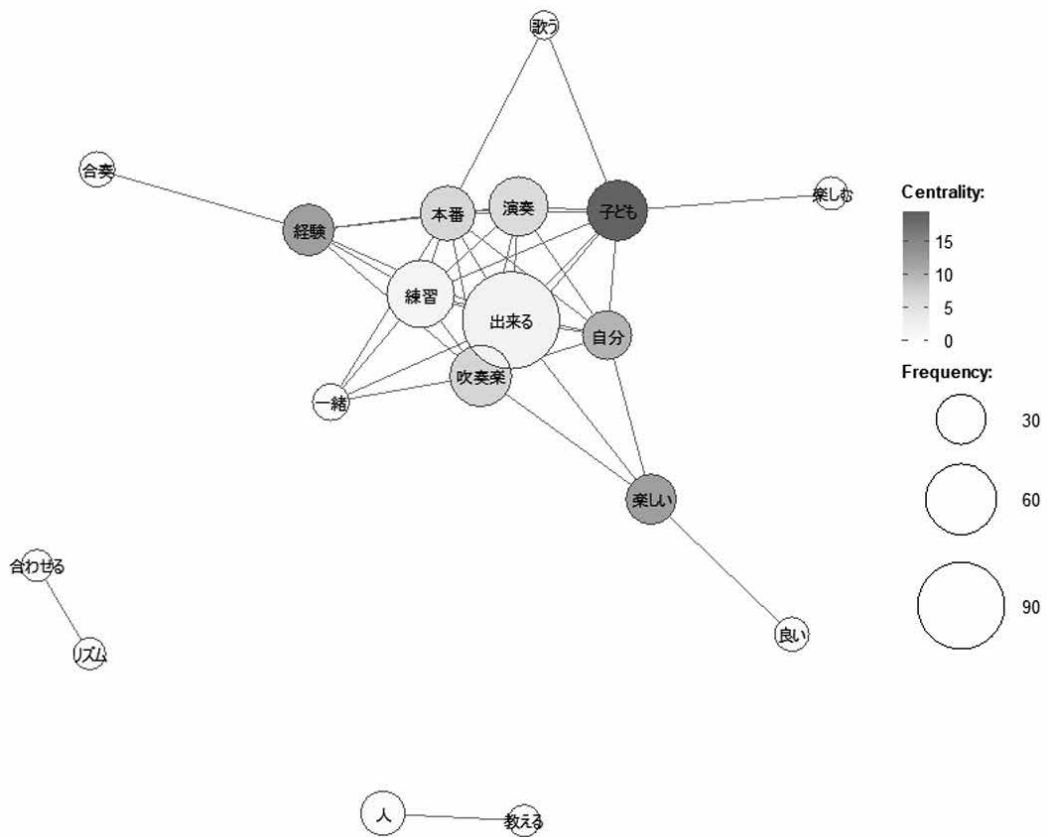 歌う
合奏
経験
本番
演奏
子ども
楽しむ
練習
出来る
自分
吹奏楽
一緒
楽しい
良い
合わせる
リズム
人
教える
Centrality:
15
10
5
0
Frequency:
30
60
90